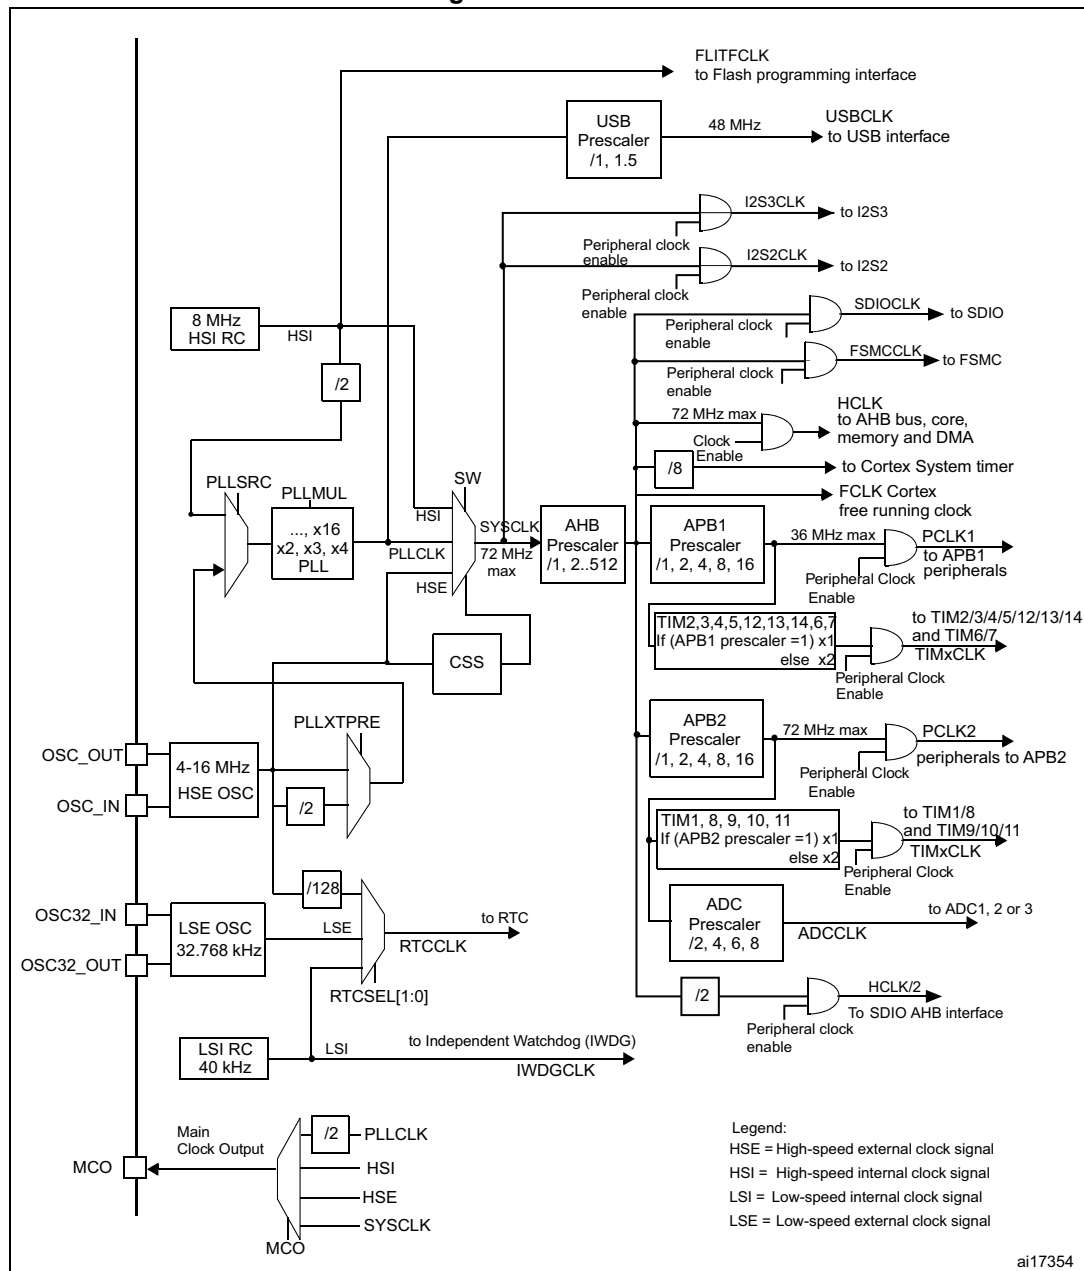 FLITFCLK
to Flash programming interface
USB
Prescaler
/1, 1.5
48 MHz
USBCLK
to USB interface
I2S3CLK
to I2S3
Peripheral clock
enable
I2S2CLK
to I2S2
Peripheral clock
enable
8 MHz
HSI RC
HSI
/2
SDIOCLK
to SDIO
Peripheral clock
enable
FSMCCLK
to FSMC
Peripheral clock
enable
72 MHz max
HCLK
to AHB bus, core,
memory and DMA
Clock
Enable
/8
to Cortex System timer
FCLK Cortex
free running clock
PLLSRC
PLLMUL
..., x16
x2, x3, x4
PLL
SW
HSI
PLLCLK
HSE
SYSCLK
72 MHz
max
AHB
Prescaler
/1, 2..512
APB1
Prescaler
/1, 2, 4, 8, 16
36 MHz max
PCLK1
to APB1
peripherals
Peripheral Clock
Enable
TIM2,3,4,5,12,13,14,6,7
If (APB1 prescaler =1) x1
else x2
to TIM2/3/4/5/12/13/14
and TIM6/7
TIMxCLK
Peripheral Clock
Enable
CSS
PLLXTPRE
OSC_OUT
OSC_IN
4-16 MHz
HSE OSC
/2
APB2
Prescaler
/1, 2, 4, 8, 16
72 MHz max
PCLK2
peripherals to APB2
Peripheral Clock
Enable
TIM1, 8, 9, 10, 11
If (APB2 prescaler =1) x1
else x2
to TIM1/8
and TIM9/10/11
TIMxCLK
Peripheral Clock
Enable
/128
OSC32_IN
OSC32_OUT
LSE OSC
32.768 kHz
LSE
to RTC
RTCCLK
RTCSEL[1:0]
ADC
Prescaler
/2, 4, 6, 8
to ADC1, 2 or 3
ADCCLK
/2
HCLK/2
To SDIO AHB interface
Peripheral clock
enable
LSI RC
40 kHz
LSI
to Independent Watchdog (IWDG)
IWDGCLK
MCO
Main
Clock Output
/2
PLLCLK
HSI
HSE
SYSCLK
MCO
Legend:
HSE = High-speed external clock signal
HSI = High-speed internal clock signal
LSI = Low-speed internal clock signal
LSE = Low-speed external clock signal
ai17354